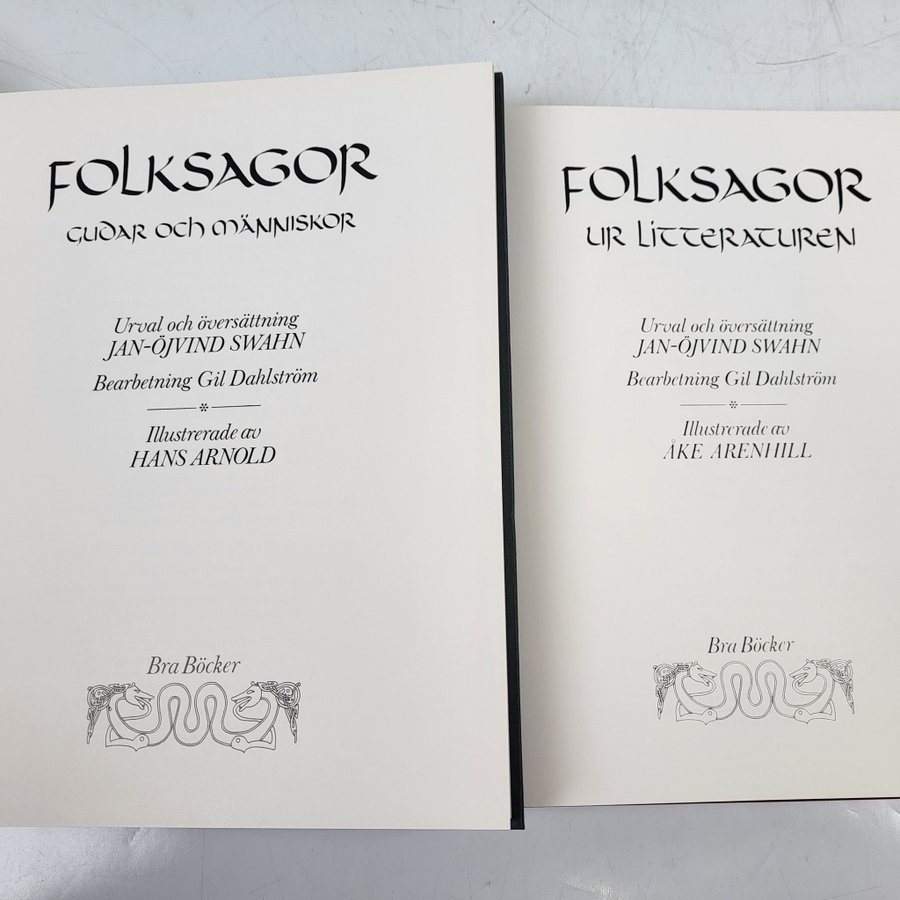 FOLKSAGOR
GUDAR OCH MÄNNISKOR
Urval och översättning
JAN-ÖJVIND SWAHN
Bearbetning Gil Dahlström
Illustrerade av
HANS ARNOLD
Bra Böcker
FOLKSAGOR
UR LITTERATUREN
Urval och översättning
JAN-ÖJVIND SWAHN
Bearbetning Gil Dahlström
Illustrerade av
ÅKE ARENHILL
Bra Böcker